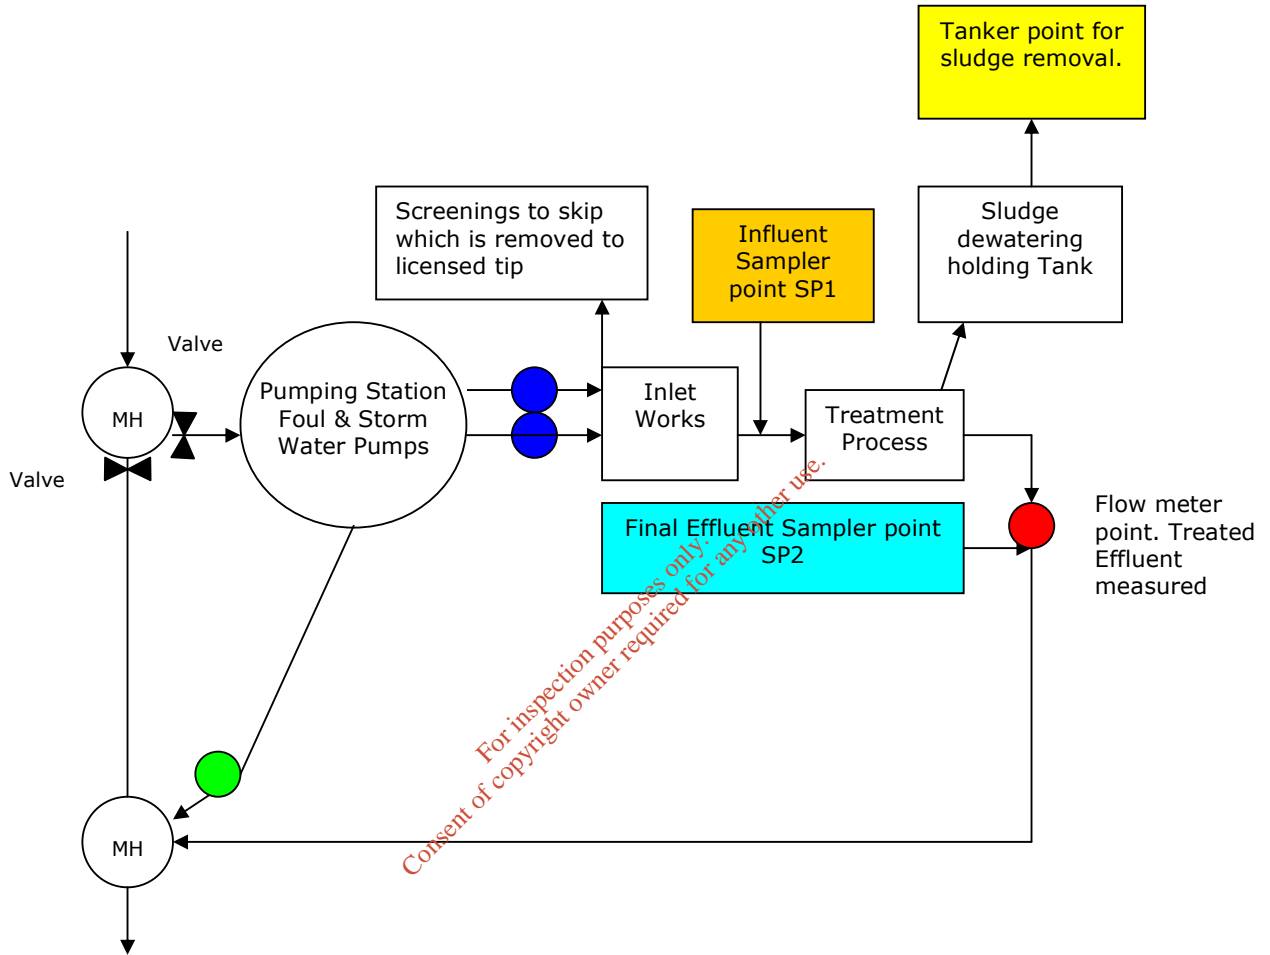 Tanker point for
sludge removal.
Screenings to skip
which is removed to
licensed tip
Influent
Sampler
point SP1
Sludge
dewatering
holding Tank
Valve
MH
Pumping Station
Foul & Storm
Water Pumps
Inlet
Works
Treatment
Process
Valve
Final Effluent Sampler point
SP2
Flow meter
point. Treated
Effluent
measured
For inspection purposes only.
Consent of copyright owner required for any other use.
MH